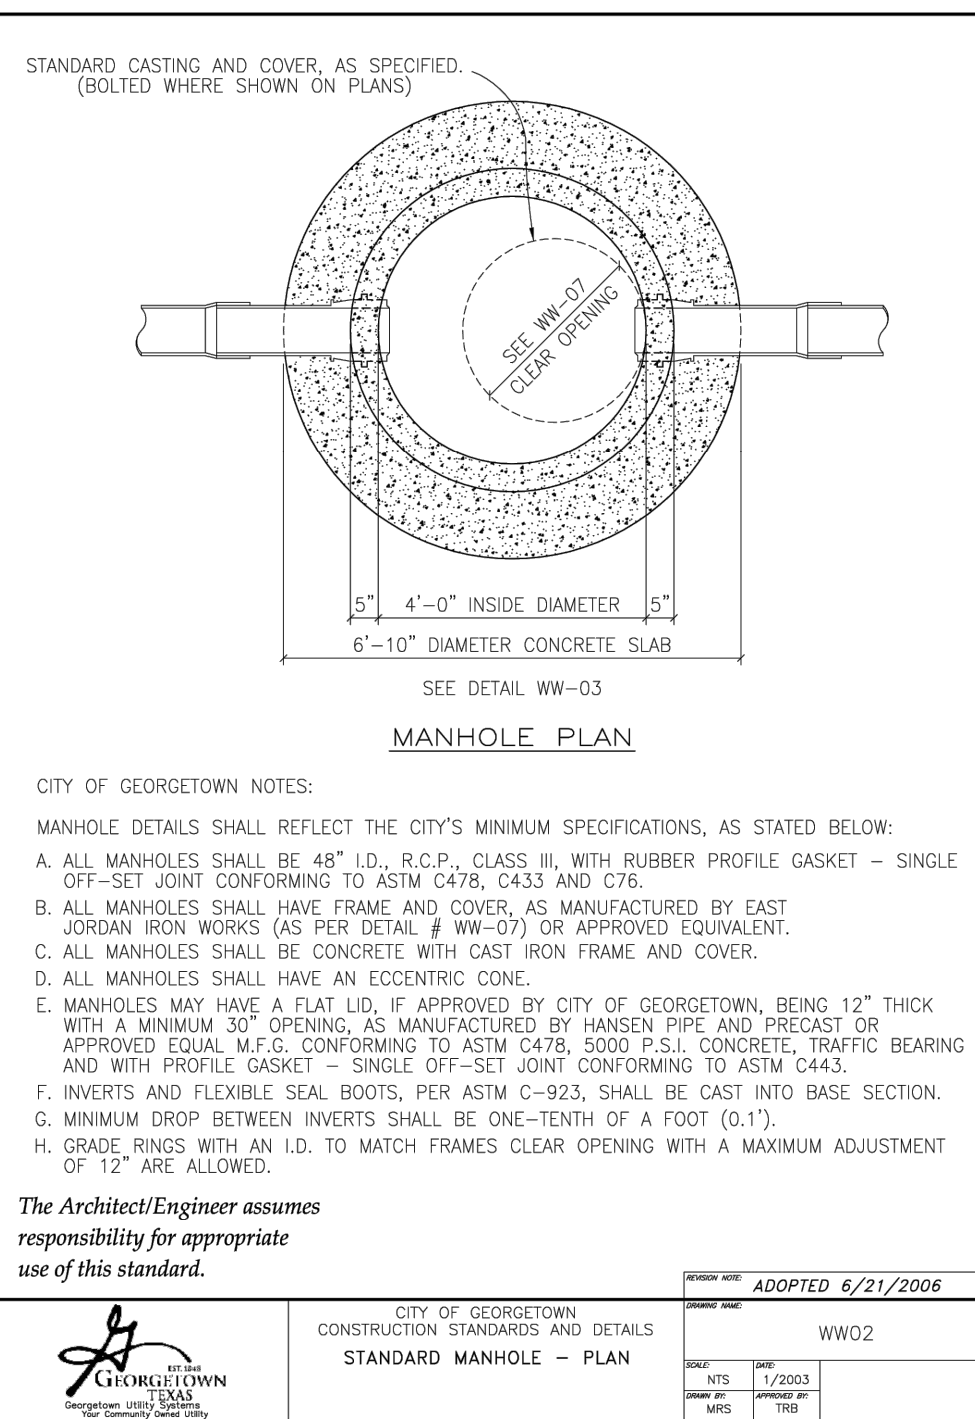 STANDARD CASTING AND COVER, AS SPECIFIED.
(BOLTED WHERE SHOWN ON PLANS)
SEE WW-07
CLEAR OPENING
5" 4'-0" INSIDE DIAMETER 5"
6'-10" DIAMETER CONCRETE SLAB
SEE DETAIL WW-03
MANHOLE PLAN
CITY OF GEORGETOWN NOTES:
MANHOLE DETAILS SHALL REFLECT THE CITY'S MINIMUM SPECIFICATIONS, AS STATED BELOW:
A. ALL MANHOLES SHALL BE 48" I.D., R.C.P., CLASS III, WITH RUBBER PROFILE GASKET - SINGLE
OFF-SET JOINT CONFORMING TO ASTM C478, C433 AND C76.
B. ALL MANHOLES SHALL HAVE FRAME AND COVER, AS MANUFACTURED BY EAST
JORDAN IRON WORKS (AS PER DETAIL # WW-07) OR APPROVED EQUIVALENT.
C. ALL MANHOLES SHALL BE CONCRETE WITH CAST IRON FRAME AND COVER.
D. ALL MANHOLES SHALL HAVE AN ECCENTRIC CONE.
E. MANHOLES MAY HAVE A FLAT LID, IF APPROVED BY CITY OF GEORGETOWN, BEING 12" THICK
WITH A MINIMUM 30" OPENING, AS MANUFACTURED BY HANSEN PIPE AND PRECAST OR
APPROVED EQUAL M.F.G. CONFORMING TO ASTM C478, 5000 P.S.I. CONCRETE, TRAFFIC BEARING
AND WITH PROFILE GASKET - SINGLE OFF-SET JOINT CONFORMING TO ASTM C443.
F. INVERTS AND FLEXIBLE SEAL BOOTS, PER ASTM C-923, SHALL BE CAST INTO BASE SECTION.
G. MINIMUM DROP BETWEEN INVERTS SHALL BE ONE-TENTH OF A FOOT (0.1').
H. GRADE RINGS WITH AN I.D. TO MATCH FRAMES CLEAR OPENING WITH A MAXIMUM ADJUSTMENT
OF 12" ARE ALLOWED.
The Architect/Engineer assumes
responsibility for appropriate
use of this standard.
REVISION NOTE: ADOPTED 6/21/2006
EST. 1848
GEORGETOWN
TEXAS
Georgetown Utility Systems
Your Community Owned Utility
CITY OF GEORGETOWN
CONSTRUCTION STANDARDS AND DETAILS
STANDARD MANHOLE - PLAN
DRAWING NAME:
WW02
SCALE: DATE:
NTS 1/2003
DRAWN BY: APPROVED BY:
MRS TRB